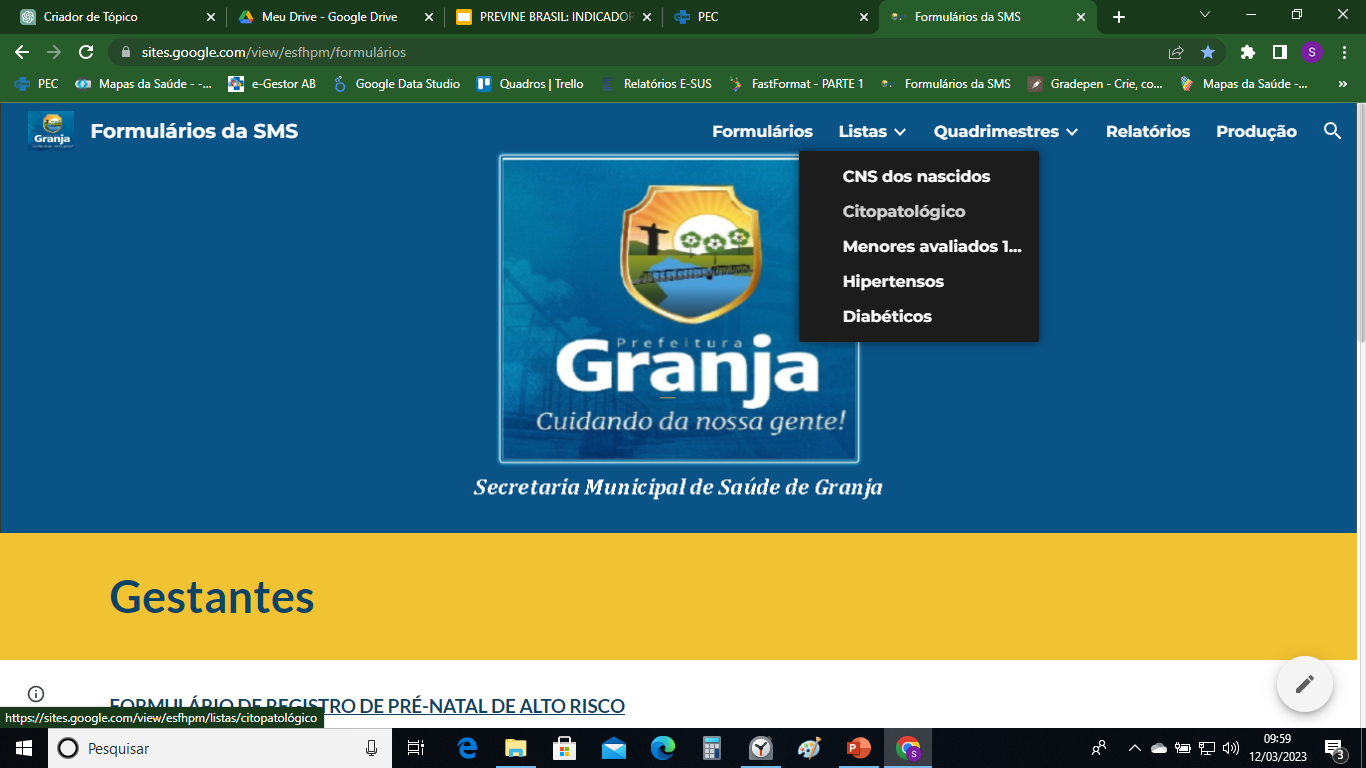 Criador de Tópico
Meu Drive - Google Drive
PREVINE BRASIL: INDICADOR
PEC
Formulários da SMS
sites.google.com/view/esfhpm/formulários
S
PEC
Mapas da Saúde - -...
e-Gestor AB
Google Data Studio
Quadros | Trello
Relatórios E-SUS
FastFormat - PARTE 1
Formulários da SMS
Gradepen - Crie, co...
Mapas da Saúde -...
»
Granja
Formulários da SMS
Formulários
Listas
Quadrimestres
Relatórios
Produção
CNS dos nascidos
Citopatológico
Menores avaliados 1...
Hipertensos
Diabéticos
Prefeitura
Granja
Cuidando da nossa gente!
Secretaria Municipal de Saúde de Granja
Gestantes
FORMULÁRIO DE REGISTRO DE PRÉ-NATAL DE ALTO RISCO
https://sites.google.com/view/esfhpm/listas/citopatológico
Pesquisar
09:59
12/03/2023
3